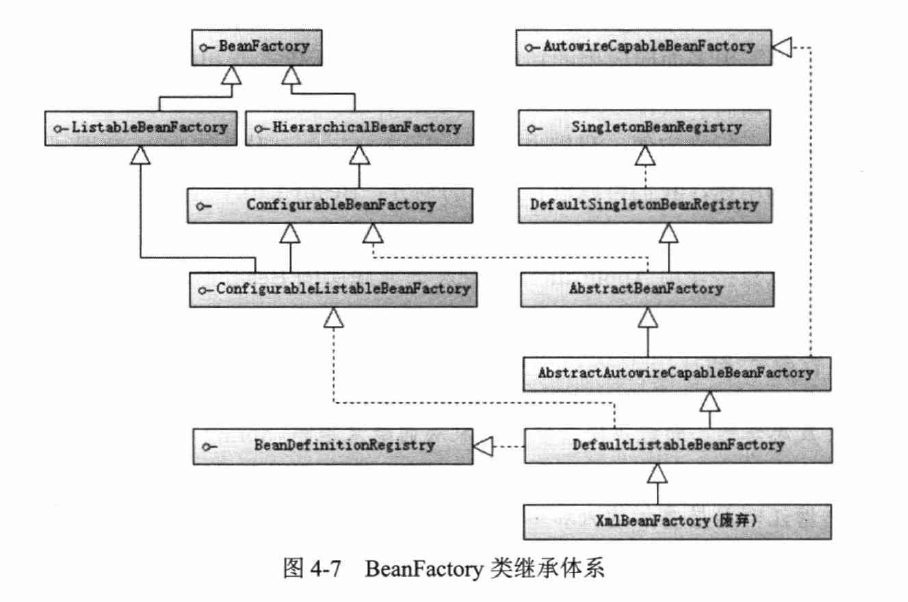 BeanFactory
AutowireCapableBeanFactory
ListableBeanFactory
HierarchicalBeanFactory
SingletonBeanRegistry
ConfigurableBeanFactory
DefaultSingletonBeanRegistry
ConfigurableListableBeanFactory
AbstractBeanFactory
AbstractAutowireCapableBeanFactory
BeanDefinitionRegistry
DefaultListableBeanFactory
XmlBeanFactory(废弃)
图 4-7 BeanFactory 类继承体系